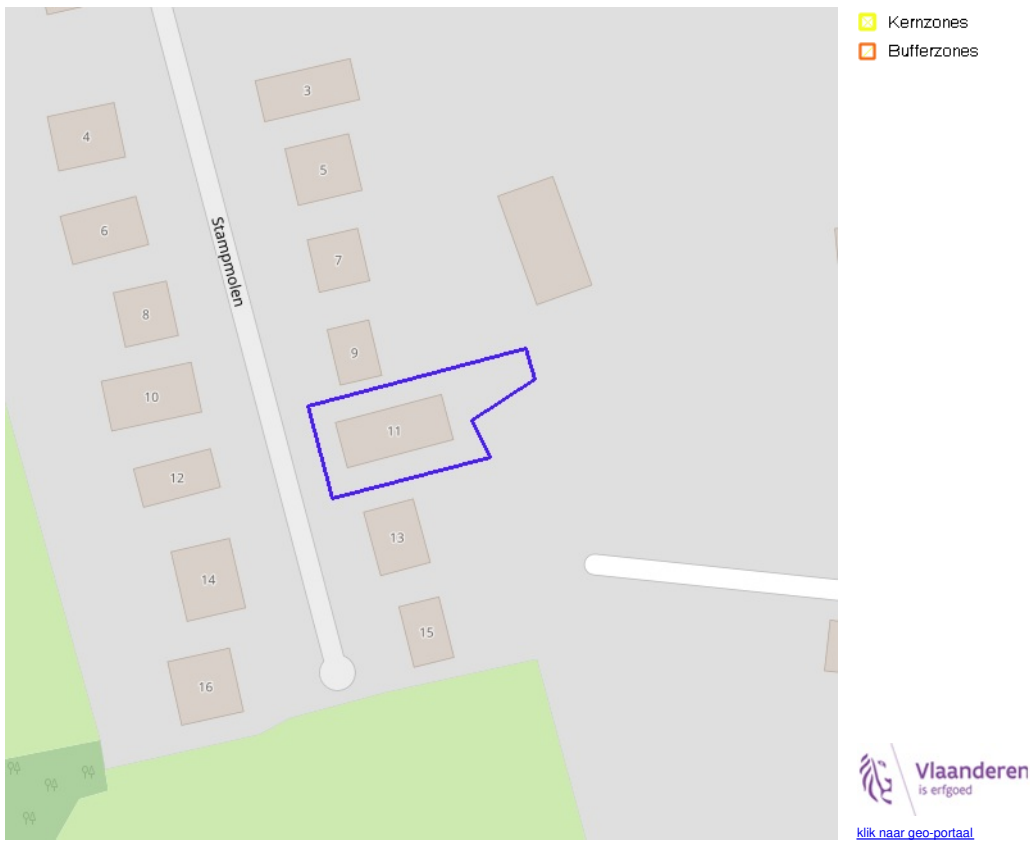 Kernzones
Bufferzones
3
4
5
6
Stampmolen
7
8
9
10
11
12
13
14
15
16
Vlaanderen
is erfgoed
klik naar geo-portaal